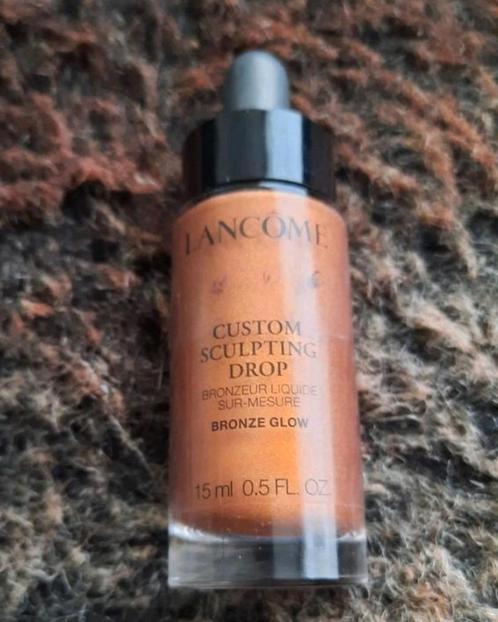 LANCÔME
CUSTOM
SCULPTING
DROP
BRONZEUR LIQUIDE
SUR-MESURE
BRONZE GLOW
15 ml 0.5 FL. OZ.